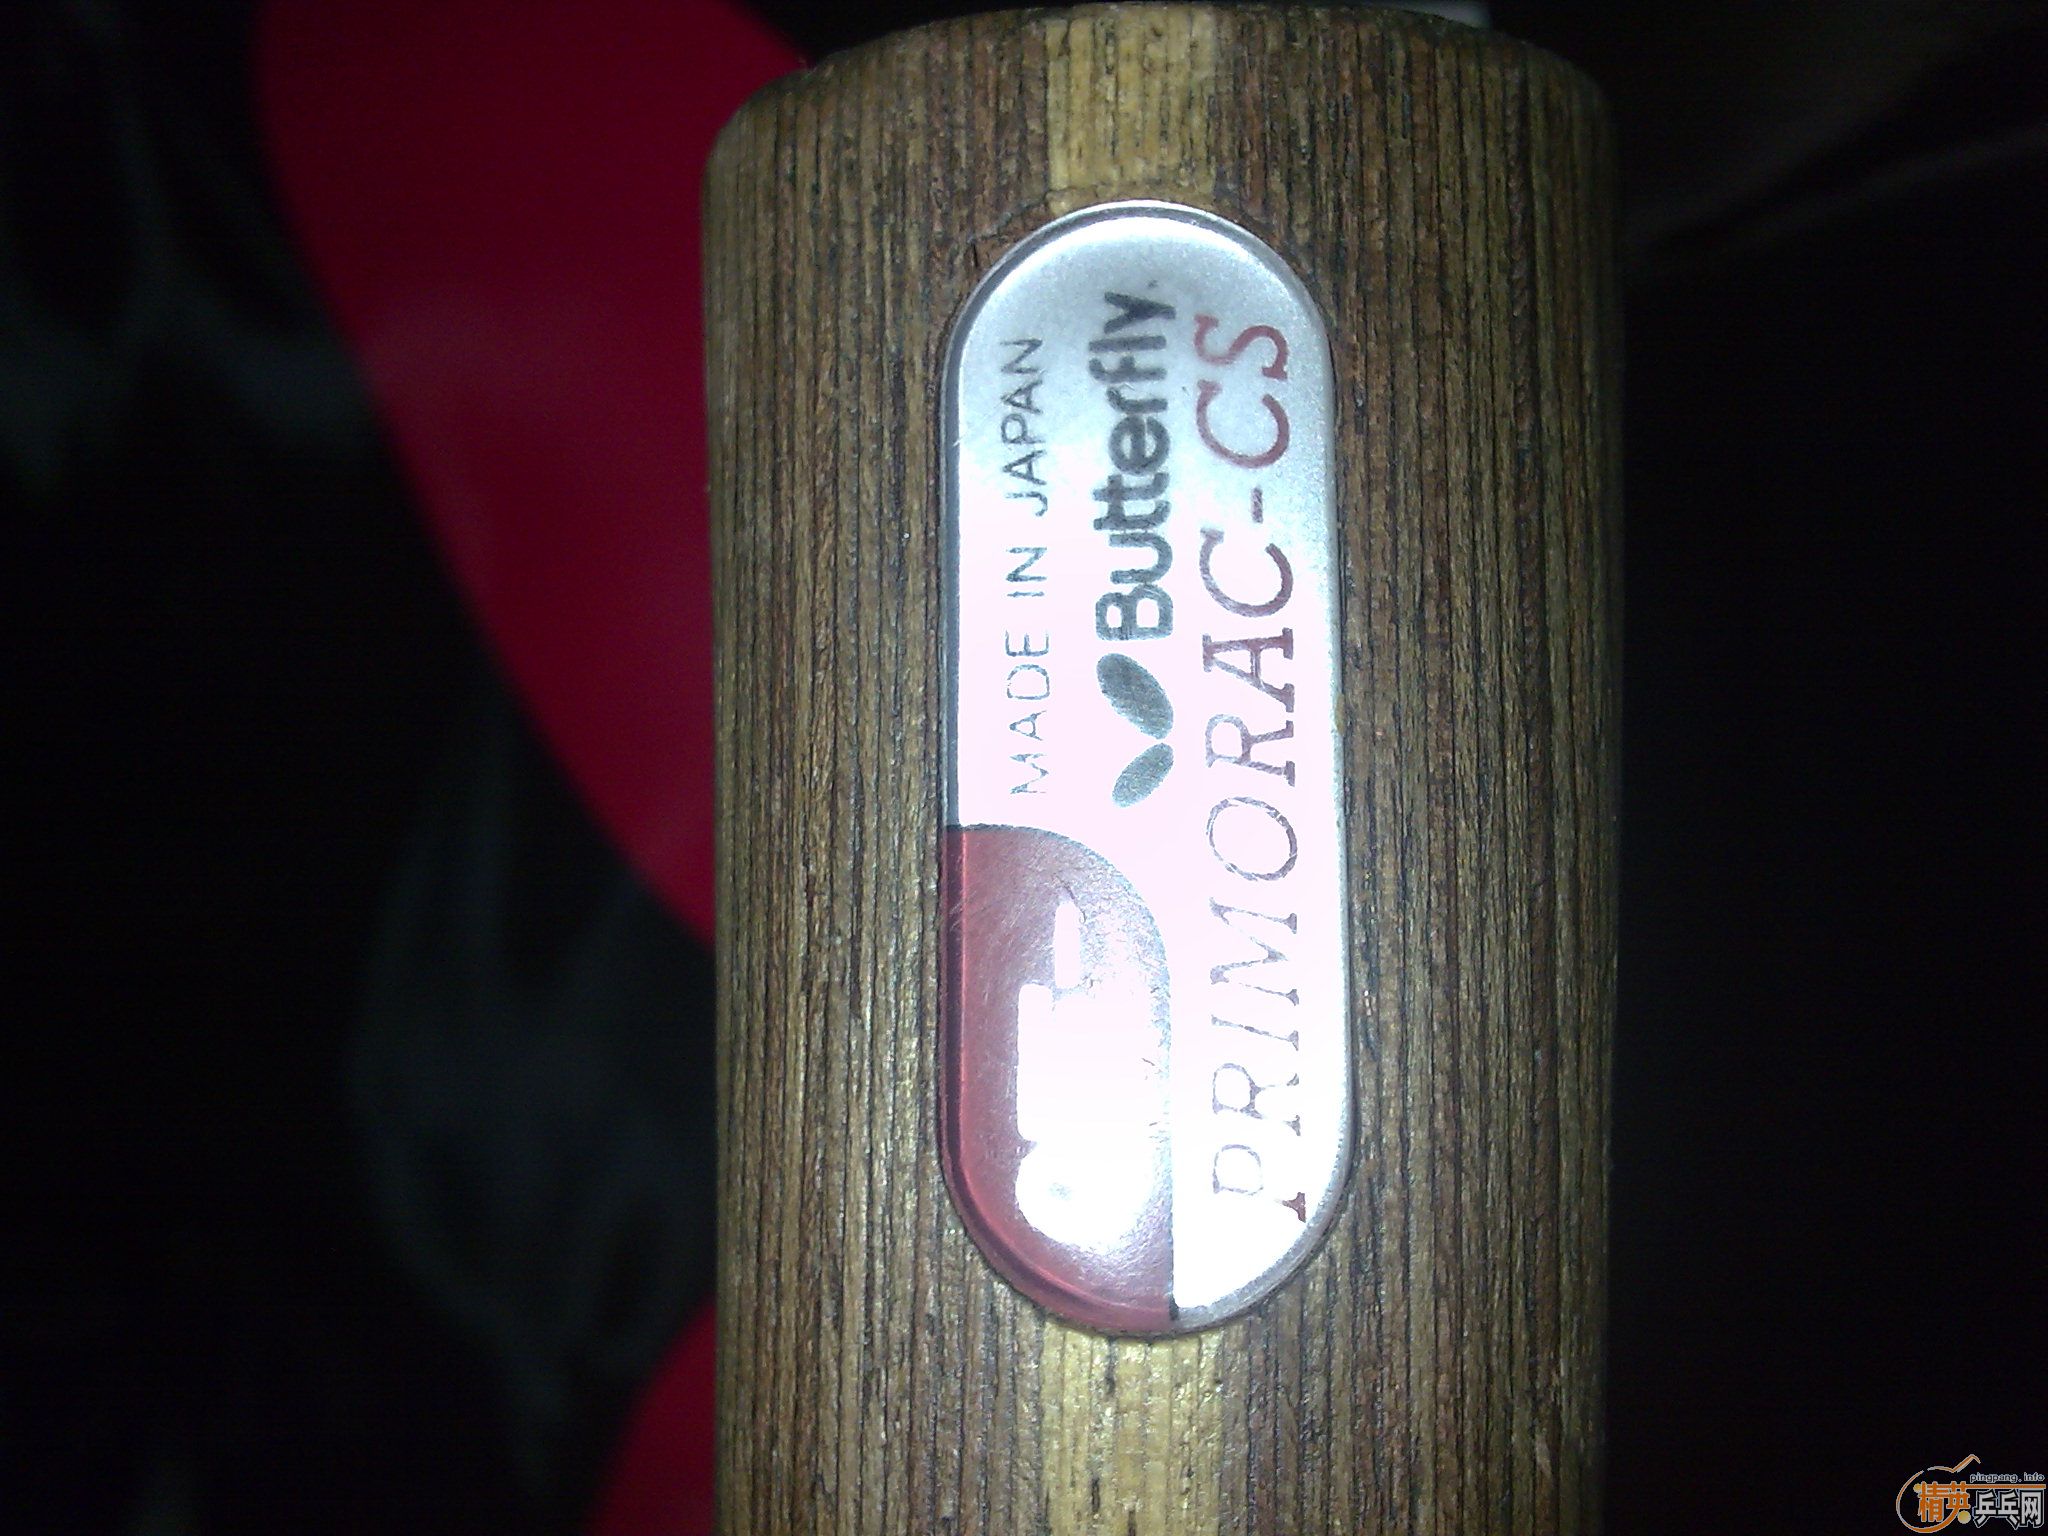 MADE IN JAPAN
Butterfly
PRIMORAC-CS
pingpang.info
精英乒乓网